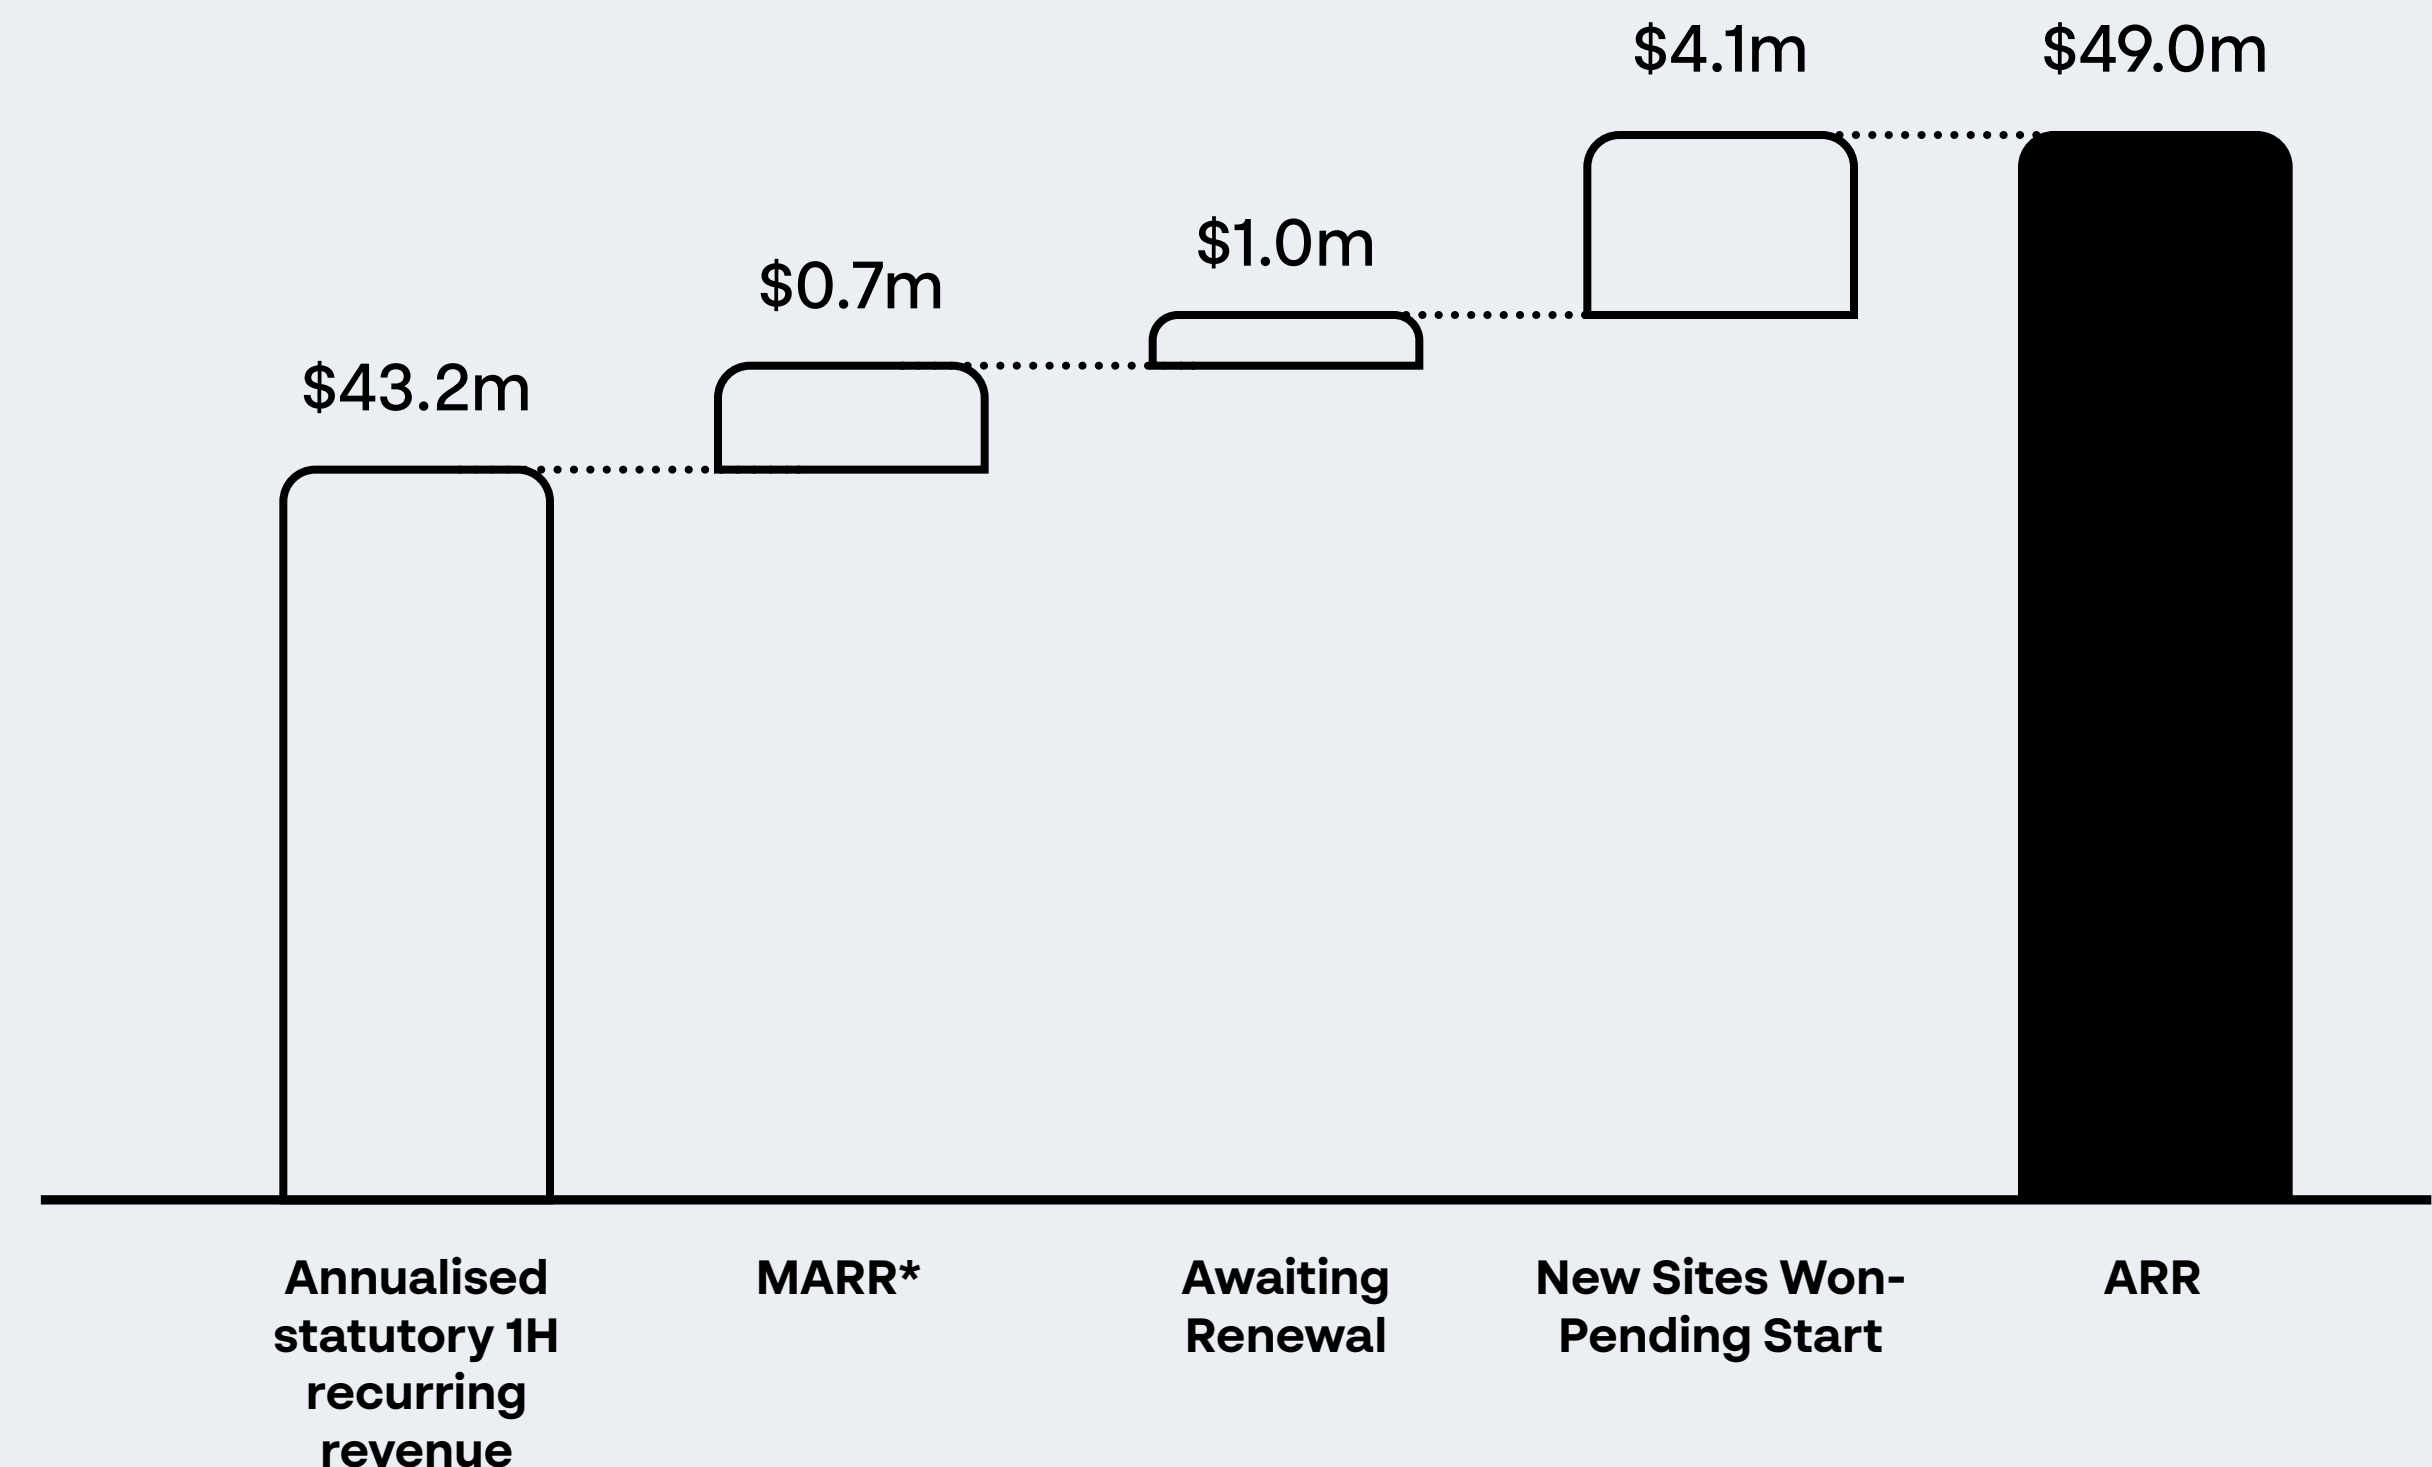 $4.1m
$49.0m
$1.0m
$0.7m
$43.2m
Annualised
statutory 1H
recurring
revenue
MARR*
Awaiting
Renewal
New Sites Won-
Pending Start
ARR